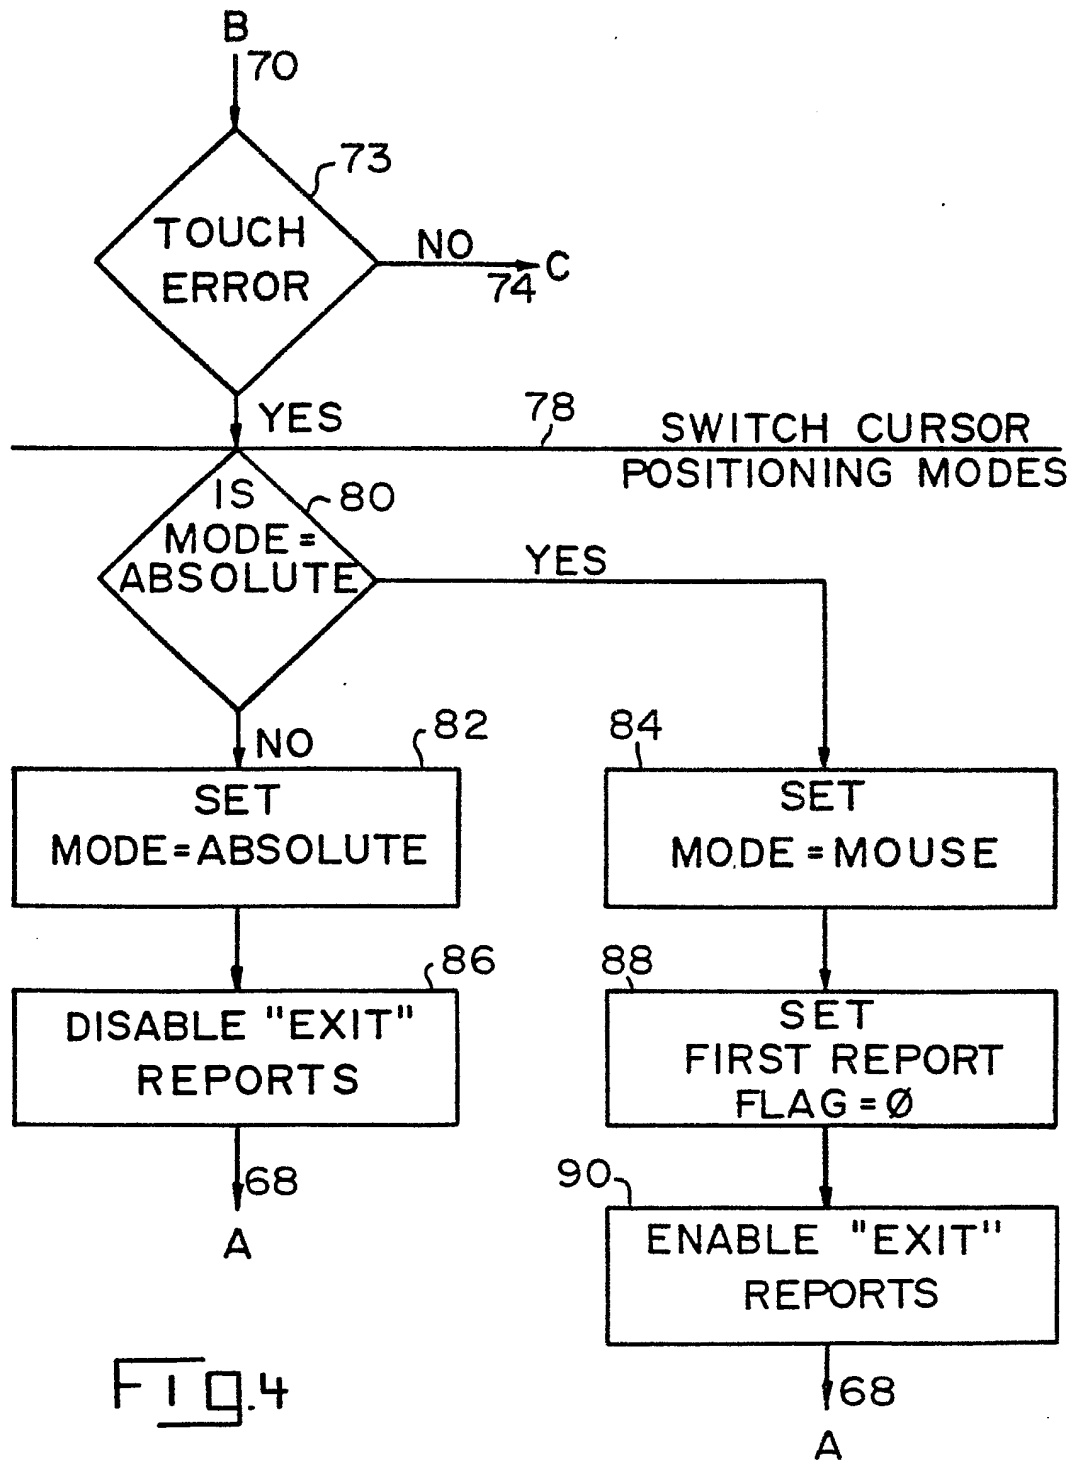 B
70
73
TOUCH
ERROR
NO
74
C
YES
78
SWITCH CURSOR
POSITIONING MODES
IS
MODE =
ABSOLUTE
80
YES
NO
82
SET
MODE=ABSOLUTE
84
SET
MODE = MOUSE
86
DISABLE "EXIT"
REPORTS
88
SET
FIRST REPORT
FLAG = Ø
68
A
90
ENABLE "EXIT"
REPORTS
68
A
Fig.4